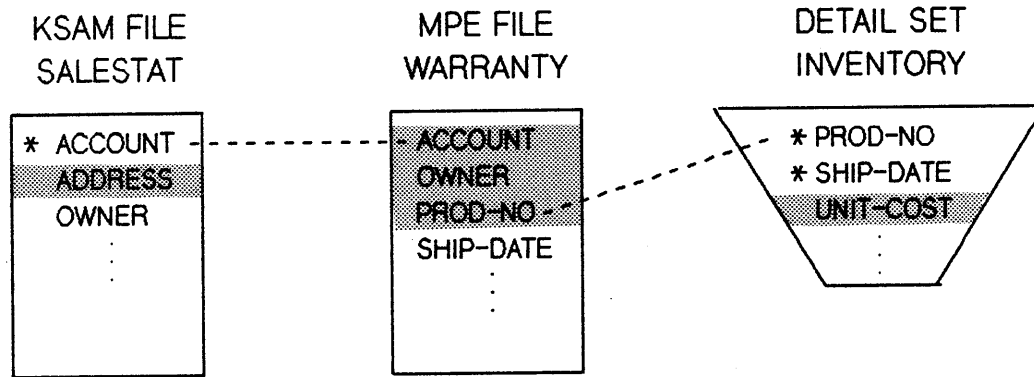 KSAM FILE
SALESTAT
* ACCOUNT
ADDRESS
OWNER
MPE FILE
WARRANTY
ACCOUNT
OWNER
PROD-NO
SHIP-DATE
DETAIL SET
INVENTORY
* PROD-NO
* SHIP-DATE
UNIT-COST